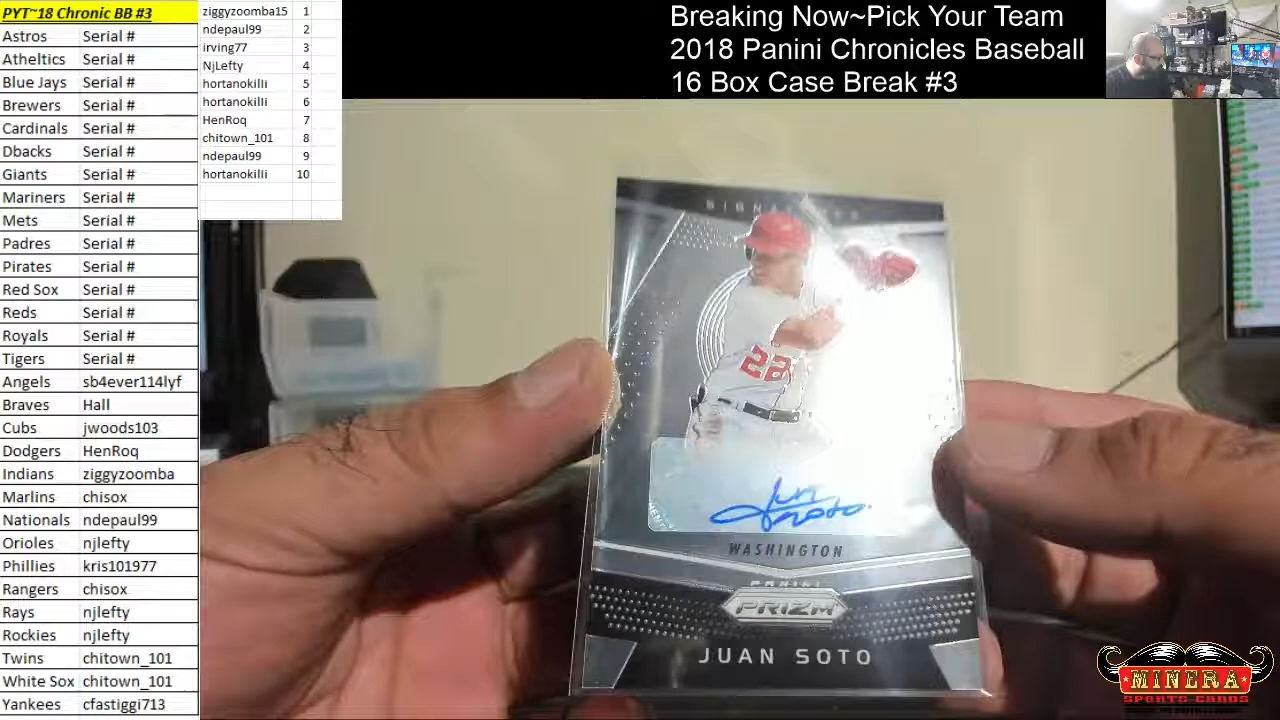 PYT~18 Chronic BB #3
Astros Serial #
Atheltics Serial #
Blue Jays Serial #
Brewers Serial #
Cardinals Serial #
Dbacks Serial #
Giants Serial #
Mariners Serial #
Mets Serial #
Padres Serial #
Pirates Serial #
Red Sox Serial #
Reds Serial #
Royals Serial #
Tigers Serial #
Angels sb4ever114lyf
Braves Hall
Cubs jwoods103
Dodgers HenRoq
Indians ziggyzoomba
Marlins chisox
Nationals ndepaul99
Orioles njlefty
Phillies kris101977
Rangers chisox
Rays njlefty
Rockies njlefty
Twins chitown_101
White Sox chitown_101
Yankees cfastiggi713
ziggyzoomba15 1
ndepaul99 2
irving77 3
NjLefty 4
hortanokilli 5
hortanokilli 6
HenRoq 7
chitown_101 8
ndepaul99 9
hortanokilli 10
Breaking Now~Pick Your Team
2018 Panini Chronicles Baseball
16 Box Case Break #3
SIGNATURES
22
Juan Soto
WASHINGTON
PANINI
PRIZM
JUAN SOTO
MINERA
SPORTS CARDS